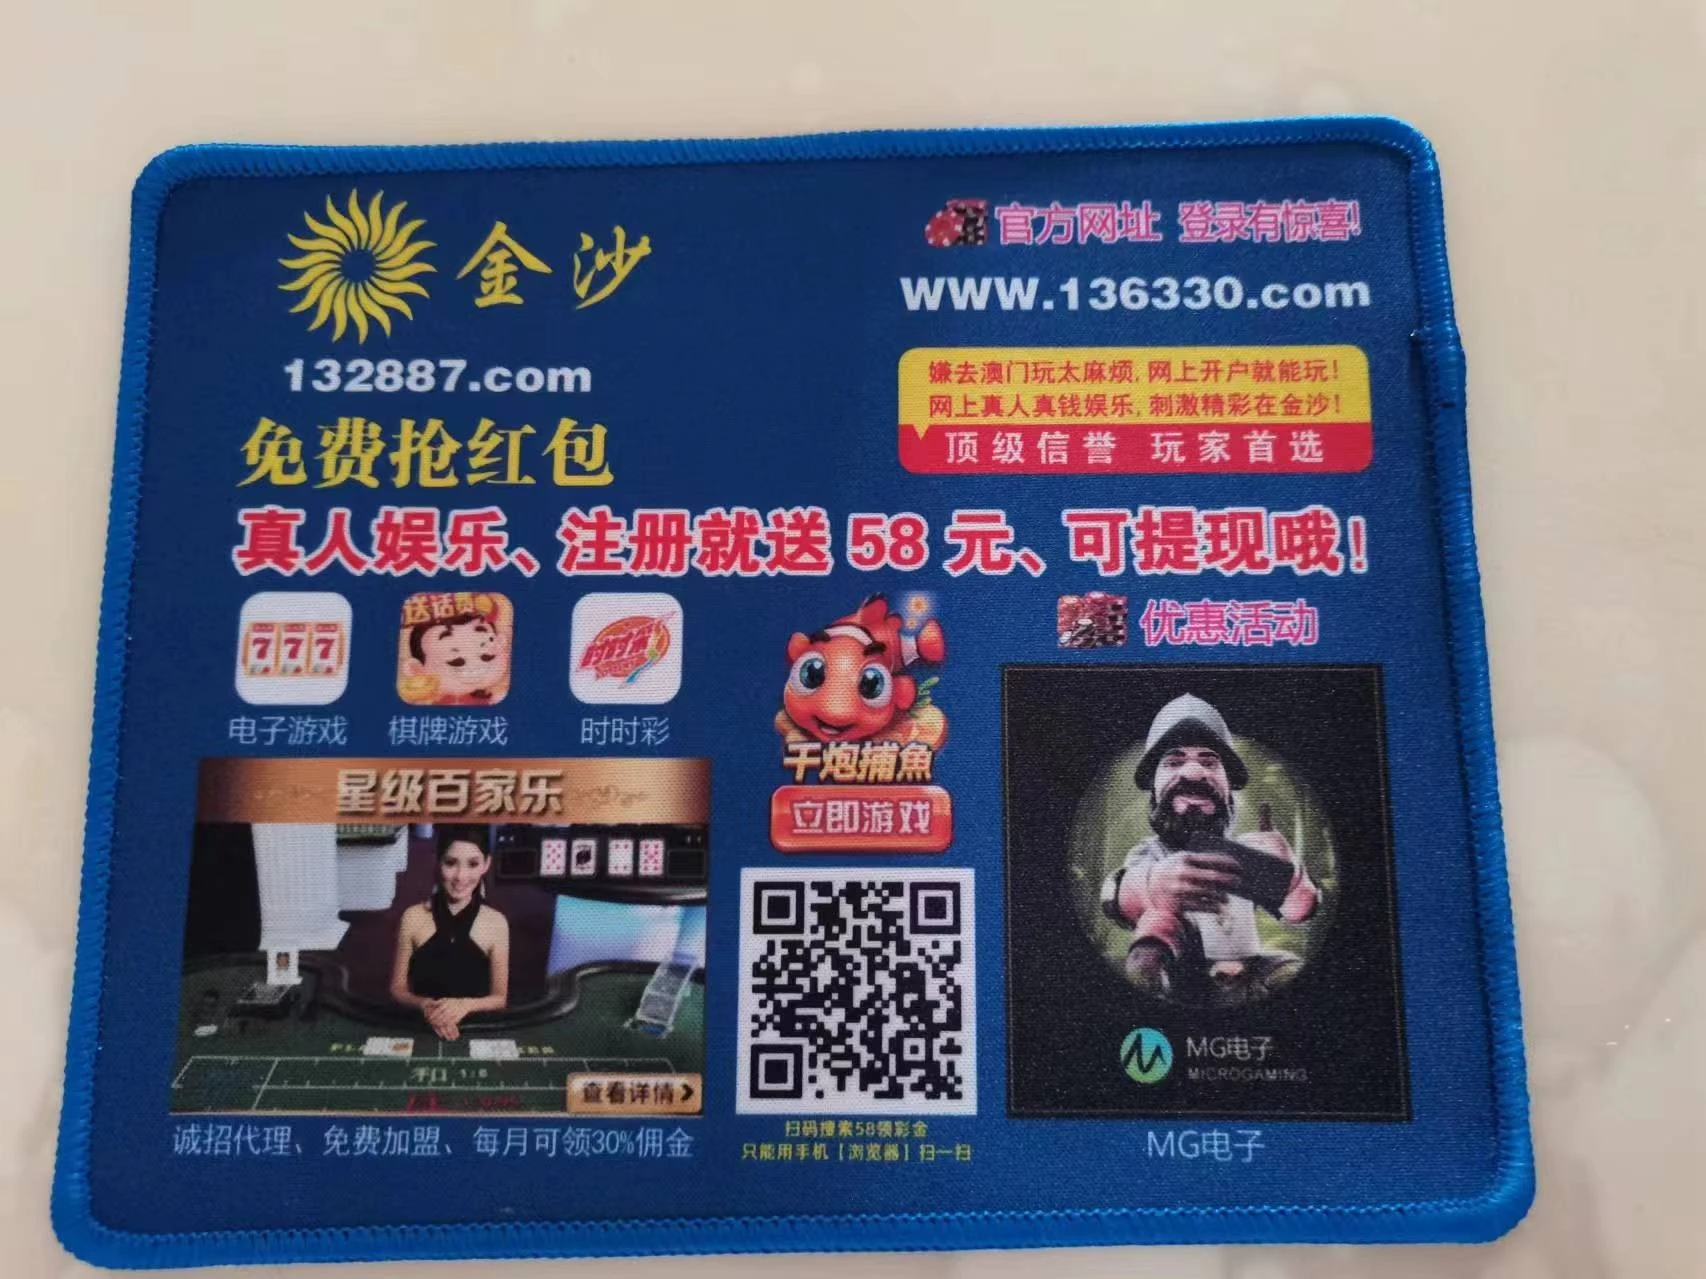 金沙
132887.com
免费抢红包
官方网址 登录有惊喜!
www.136330.com
嫌去澳门玩太麻烦,网上开户就能玩!
网上真人真钱娱乐,刺激精彩在金沙!
顶级信誉 玩家首选
真人娱乐、注册就送 58 元、可提现哦!
777
送话费
时时彩
电子游戏
棋牌游戏
时时彩
千炮捕魚
立即游戏
优惠活动
星级百家乐
查看详情
诚招代理、免费加盟、每月可领30%佣金
扫码搜索58领彩金
只能用手机【浏览器】扫一扫
MG电子
MICROGAMING
MG电子